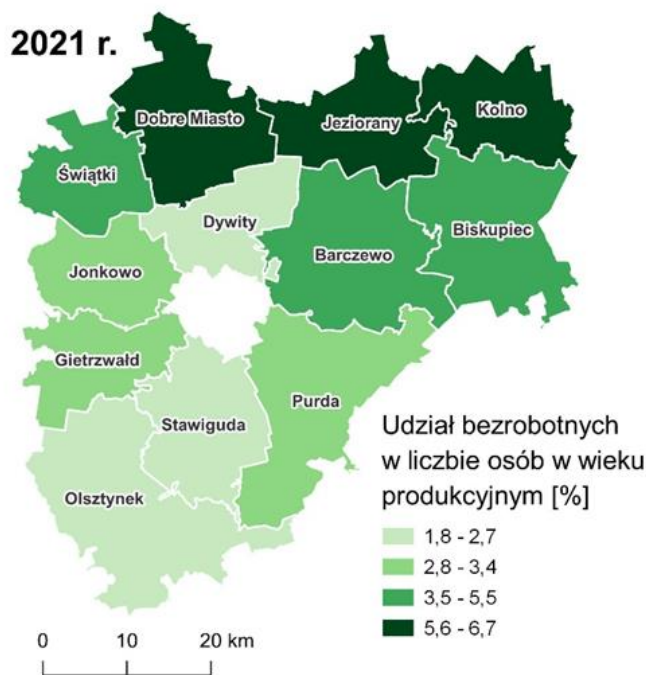 2021 r.
Dobre Miasto
Jeziorany
Kolno
Świątki
Dywity
Barczewo
Biskupiec
Jonkowo
Gietrzwałd
Stawiguda
Purda
Olsztynek
Udział bezrobotnych
w liczbie osób w wieku
produkcyjnym [%]
1,8 - 2,7
2,8 - 3,4
3,5 - 5,5
5,6 - 6,7
0 10 20 km